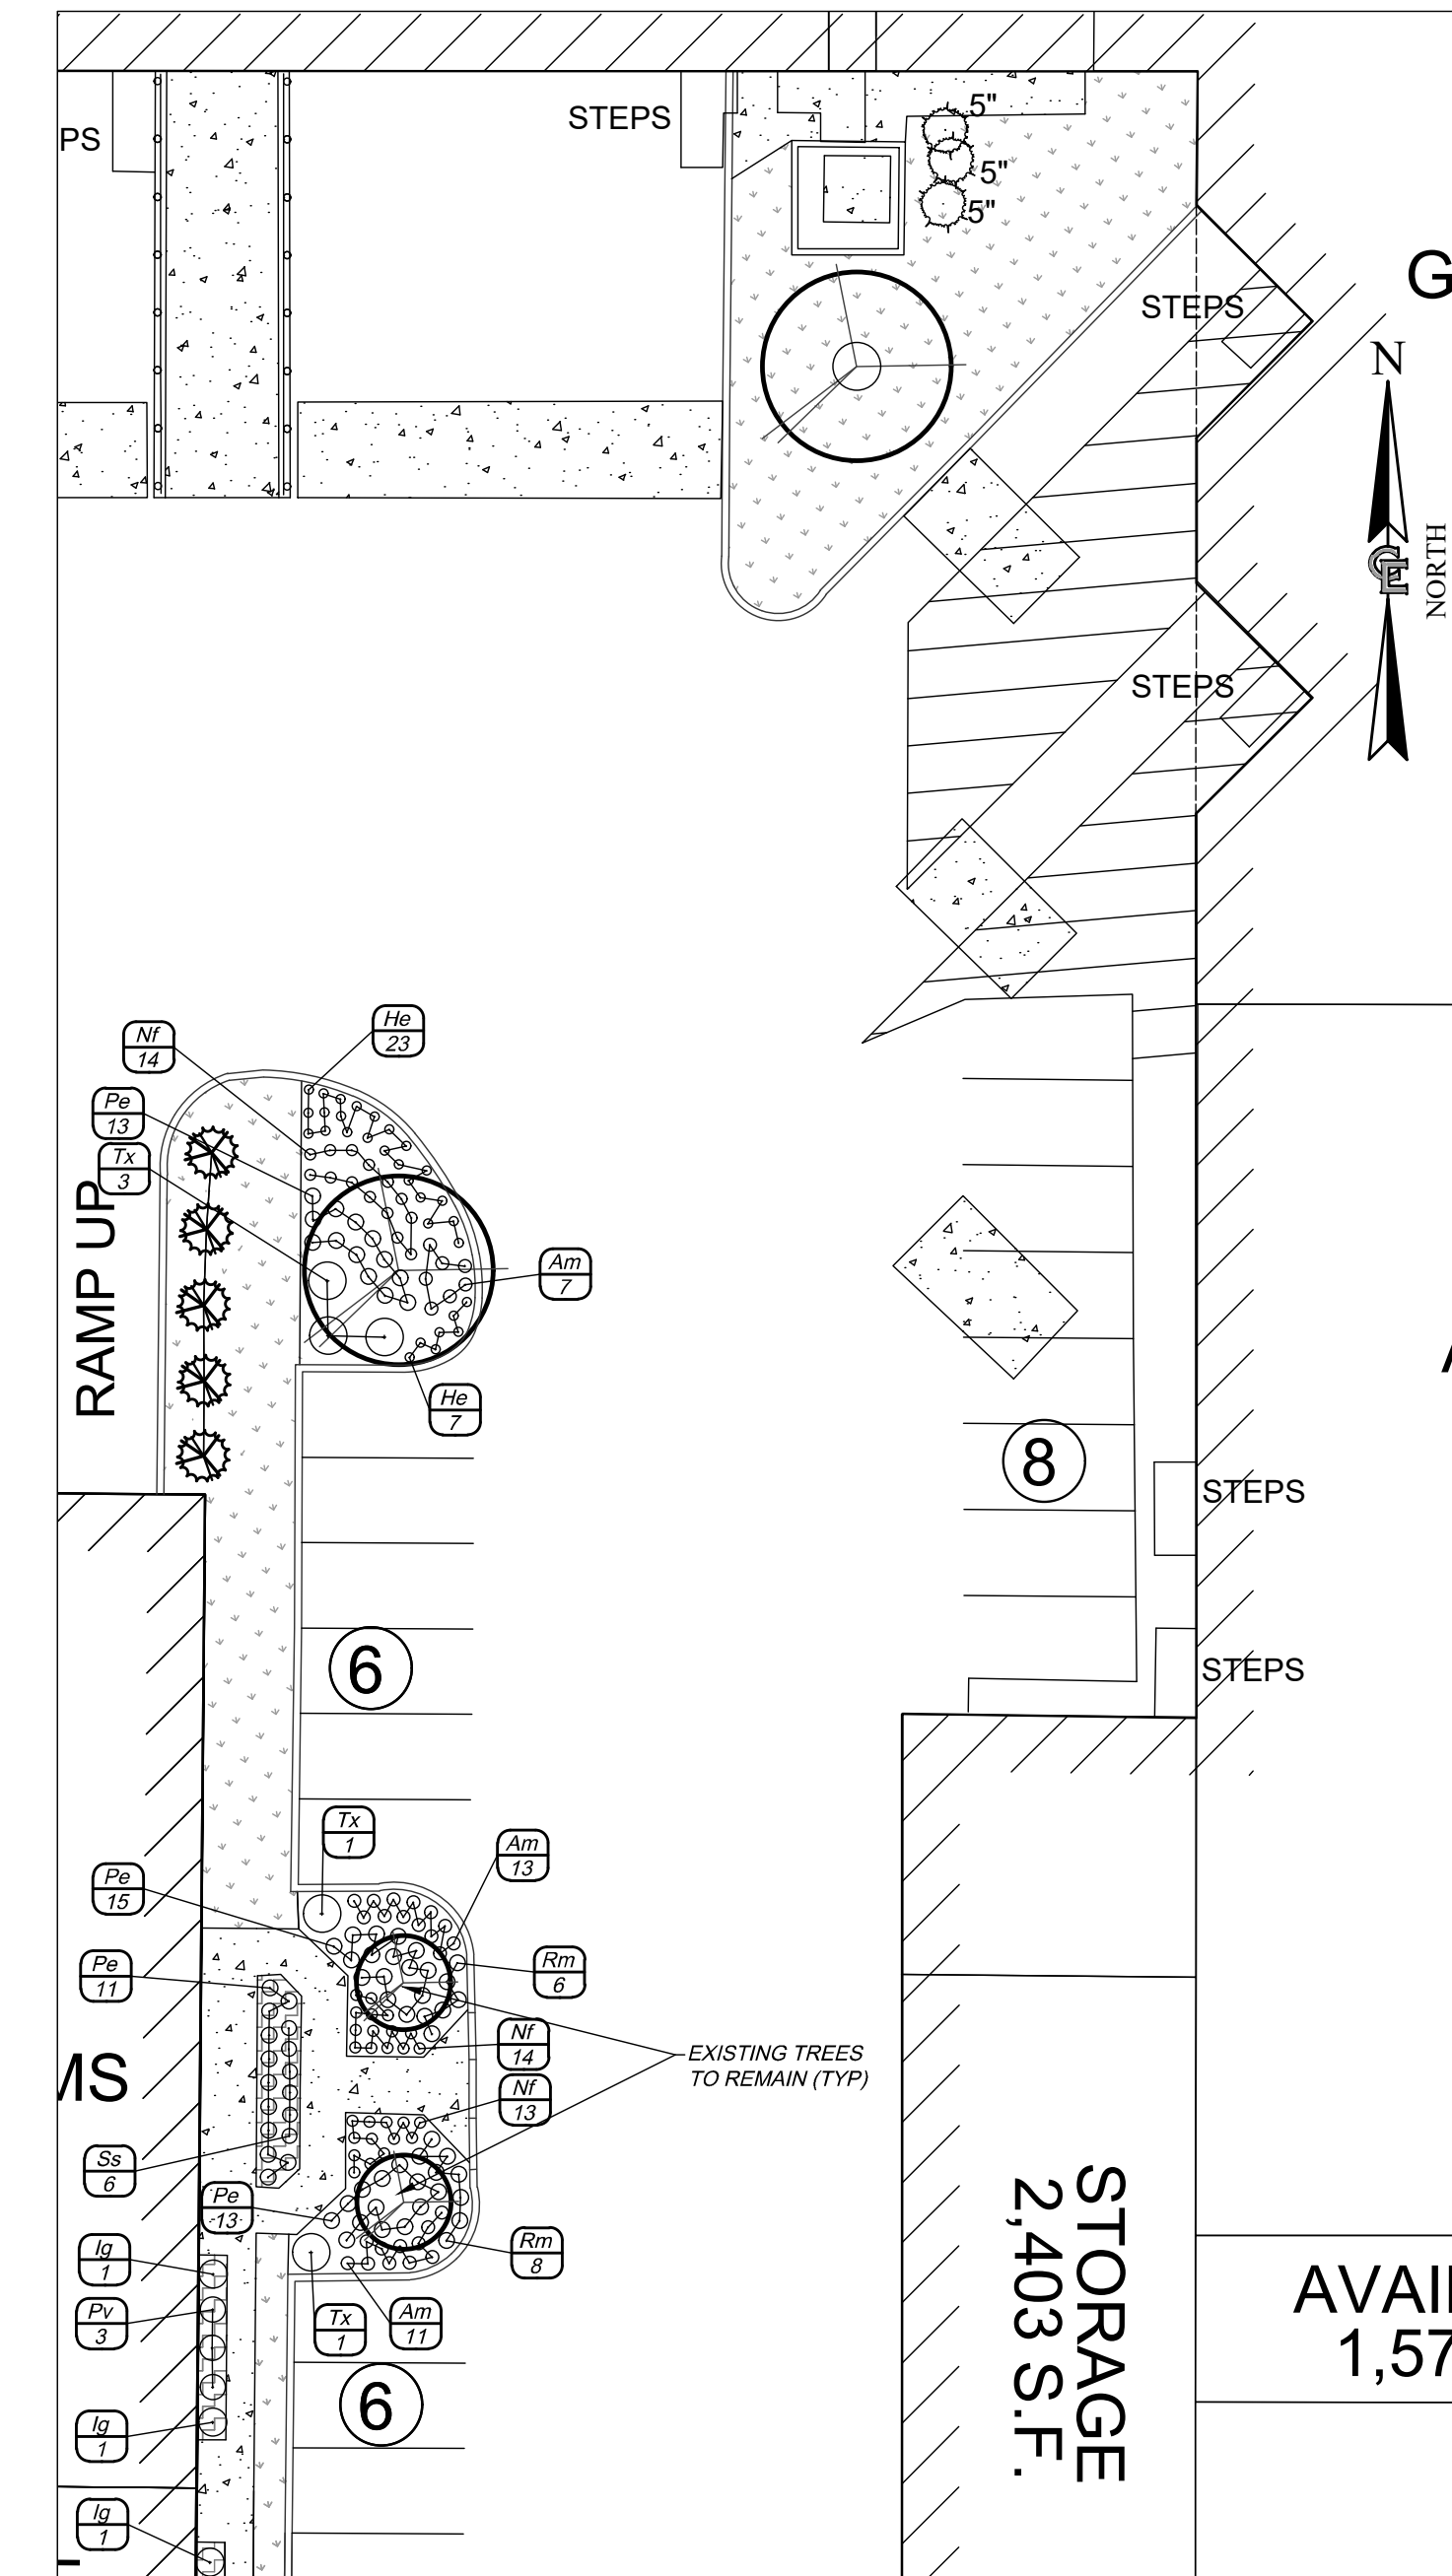 5"
STEPS
PS
5"
5"
G
STEPS
N
NORTH
STEPS
He
23
Nf
14
Pe
13
Tx
3
RAMP UP
Am
7
He
7
8
STEPS
6
STEPS
Tx
1
Am
13
Pe
15
Rm
6
Pe
11
Nf
14
EXISTING TREES
TO REMAIN (TYP)
MS
Nf
13
Ss
6
Pe
13
Rm
8
Ig
1
Pv
3
Tx
1
Am
11
STORAGE
2,403 S.F.
AVAI
1,57
6
Ig
1
Ig
1